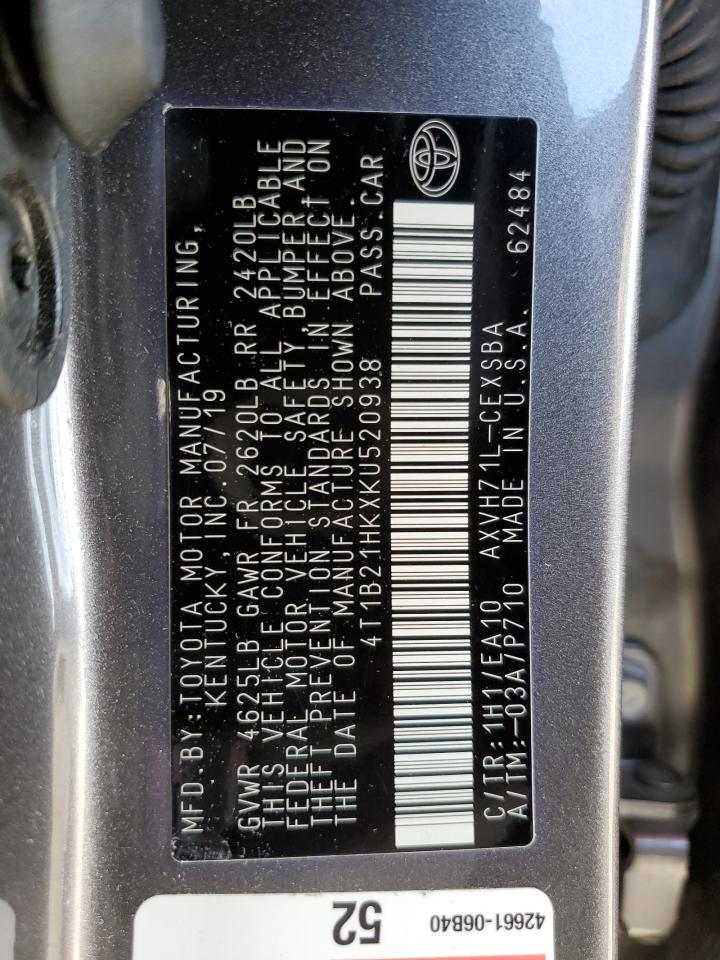 MFD.BY:TOYOTA MOTOR MANUFACTURING,
KENTUCKY, INC. 07/19
GVWR 4625LB GAWR FR 2620LB RR 2420LB
THIS VEHICLE CONFORMS TO ALL APPLICABLE
FEDERAL MOTOR VEHICLE SAFETY, BUMPER, AND
THEFT PREVENTION STANDARDS IN EFFECT ON
THE DATE OF MANUFACTURE SHOWN ABOVE.
4T1B21HKXKU520938 PASS.CAR
C/TR:1H1/EA10 AXVH71L-CEXSBA
A/TM:-03A/P710 MADE IN U.S.A. 62484
52
42661-06B40